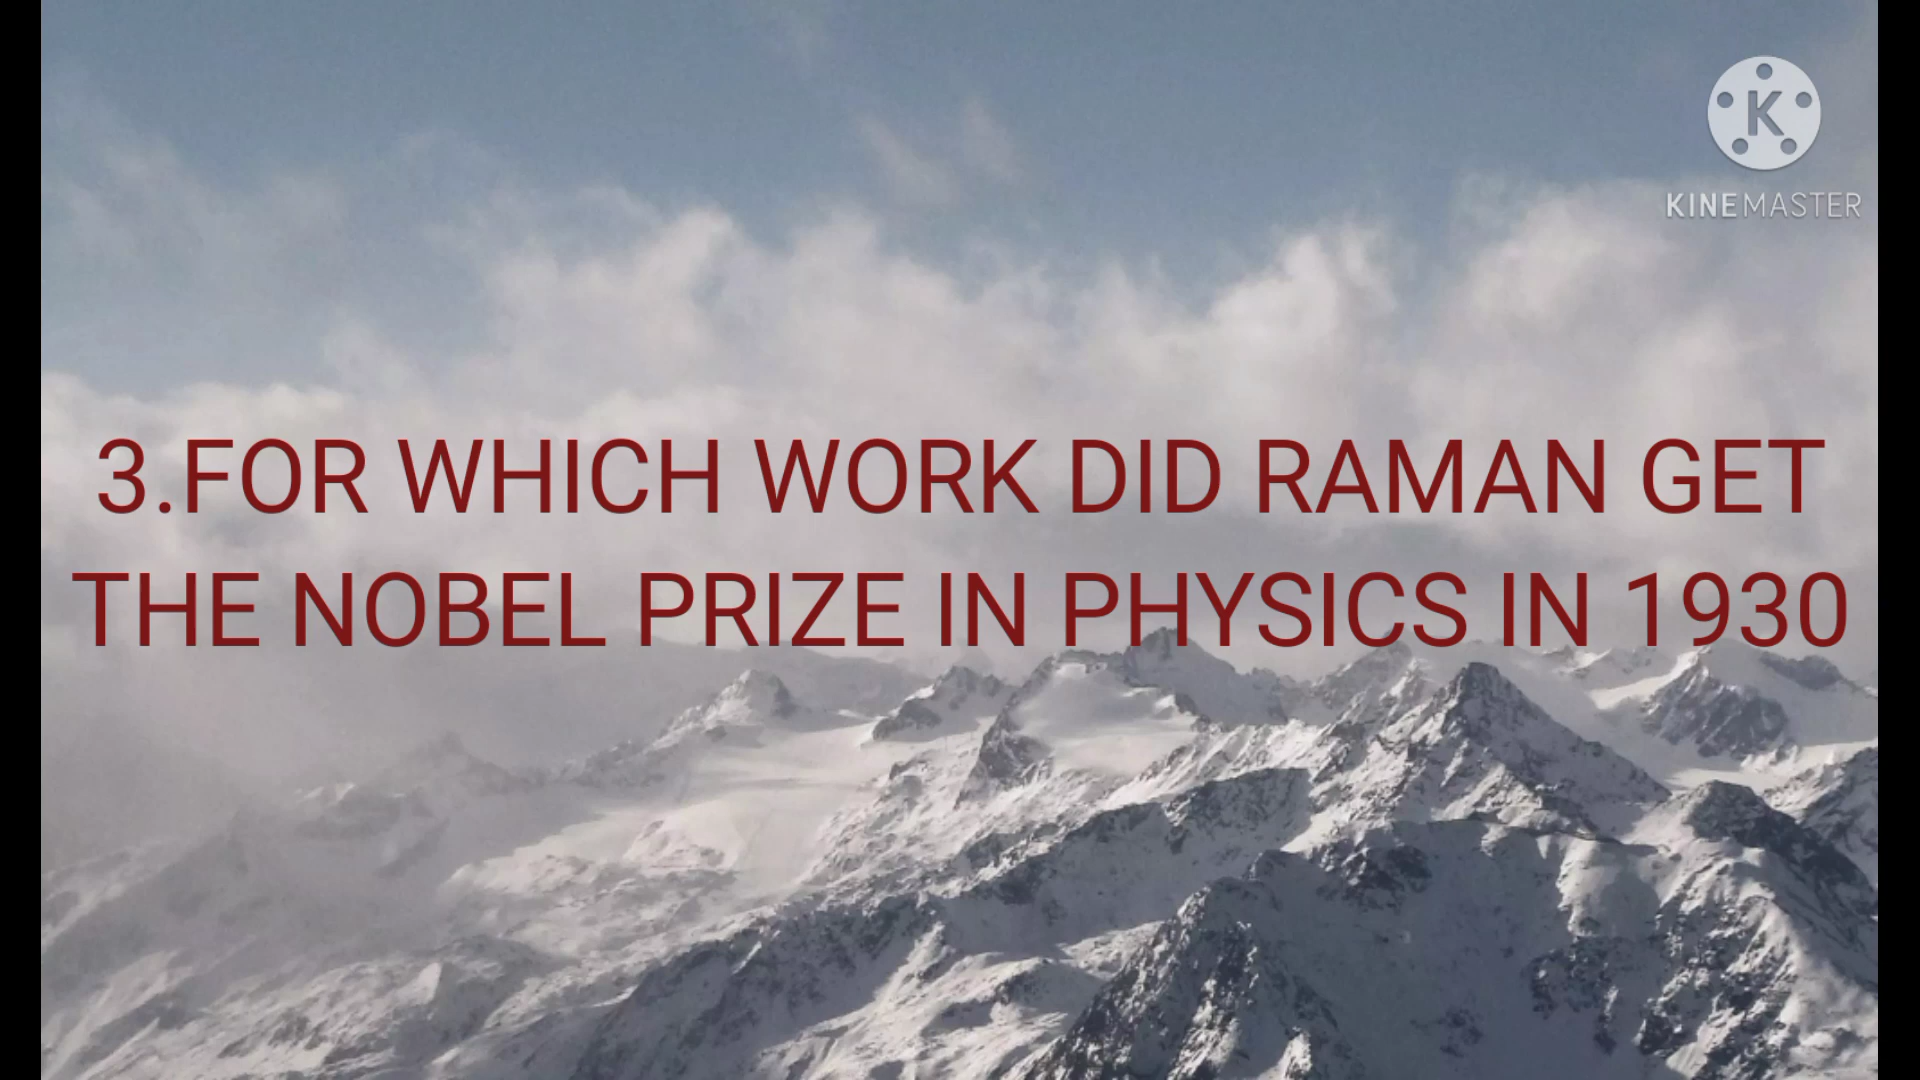 K
KINEMASTER
3.FOR WHICH WORK DID RAMAN GET
THE NOBEL PRIZE IN PHYSICS IN 1930